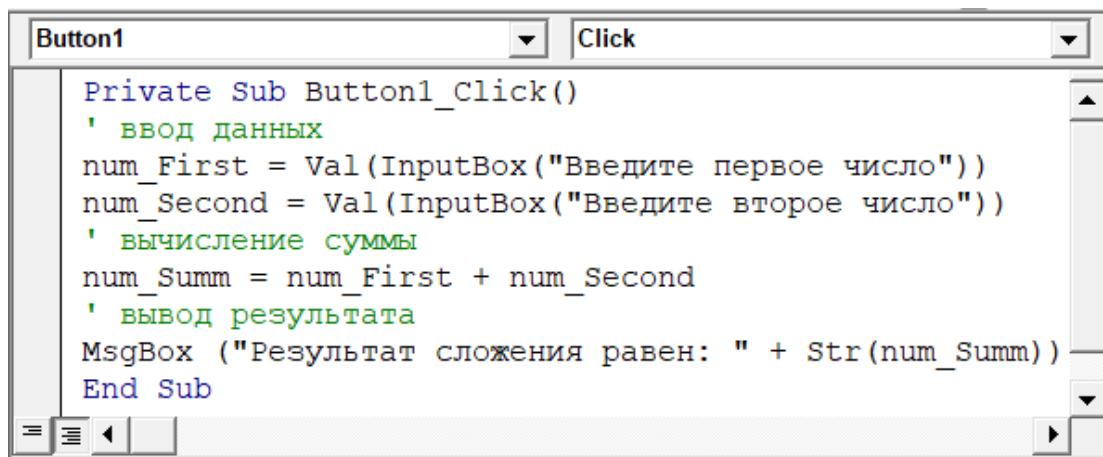 Button1 Click
Private Sub Button1_Click()
' ввод данных
num_First = Val(InputBox("Введите первое число"))
num_Second = Val(InputBox("Введите второе число"))
' вычисление суммы
num_Summ = num_First + num_Second
' вывод результата
MsgBox ("Результат сложения равен: " + Str(num_Summ))
End Sub